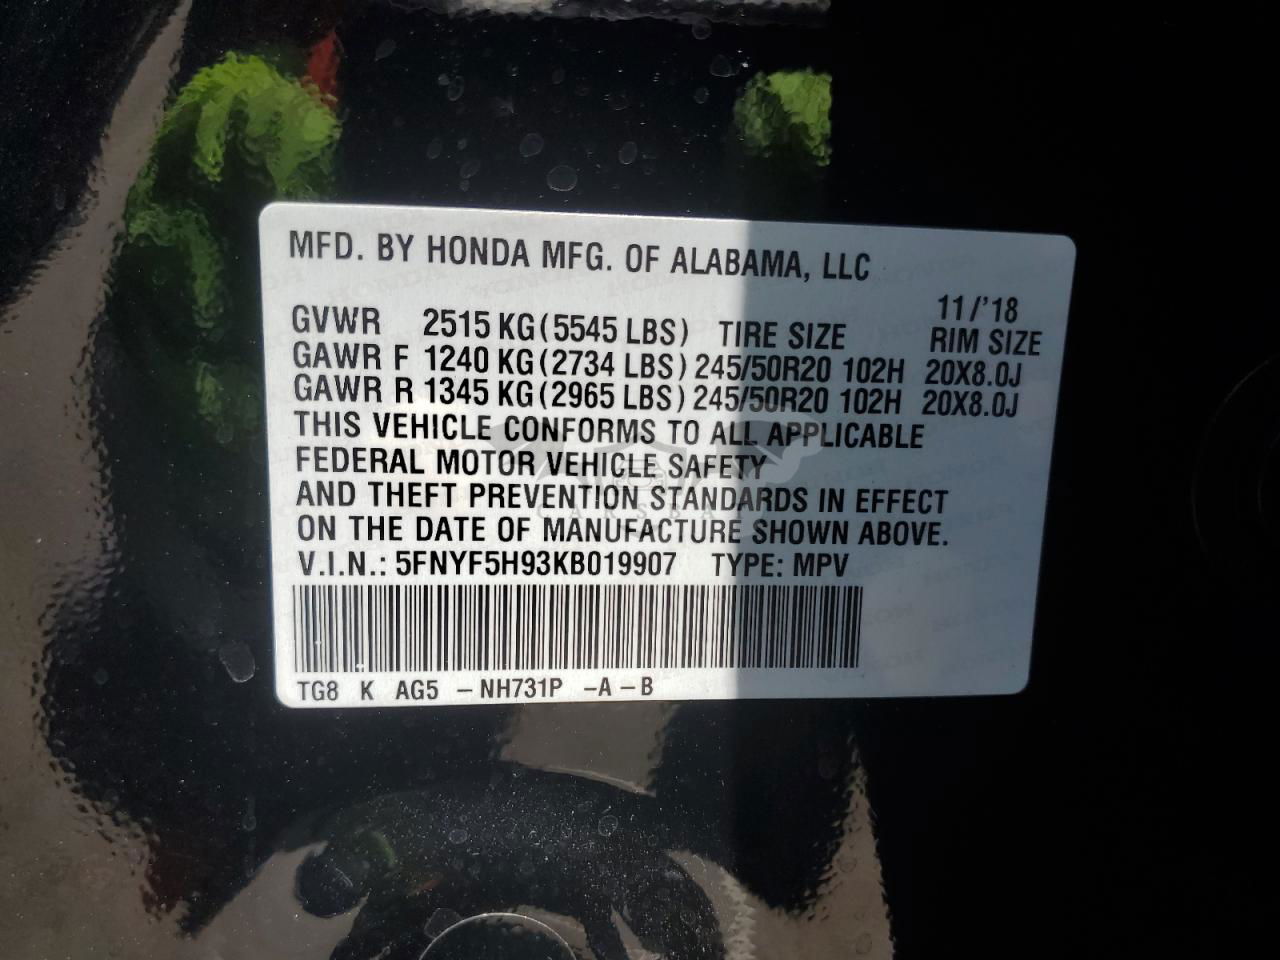 MFD. BY HONDA MFG. OF ALABAMA, LLC
11/'18
GVWR 2515 KG (5545 LBS) TIRE SIZE RIM SIZE
GAWR F 1240 KG (2734 LBS) 245/50R20 102H 20X8.0J
GAWR R 1345 KG (2965 LBS) 245/50R20 102H 20X8.0J
THIS VEHICLE CONFORMS TO ALL APPLICABLE
FEDERAL MOTOR VEHICLE SAFETY
AND THEFT PREVENTION STANDARDS IN EFFECT
ON THE DATE OF MANUFACTURE SHOWN ABOVE.
V.I.N.: 5FNYF5H93KB019907 TYPE: MPV
TG8 K AG5 -NH731P -A-B